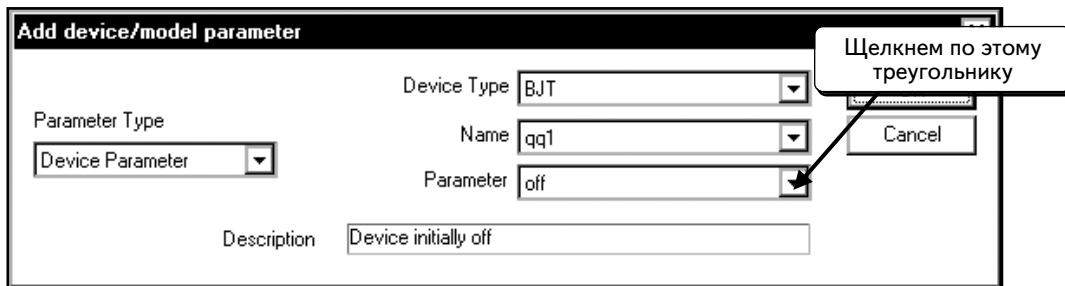 Add device/model parameter
Щелкнем по этому
треугольнику
Device Type BJT
Parameter Type
Name qq1
Cancel
Device Parameter
Parameter off
Description Device initially off